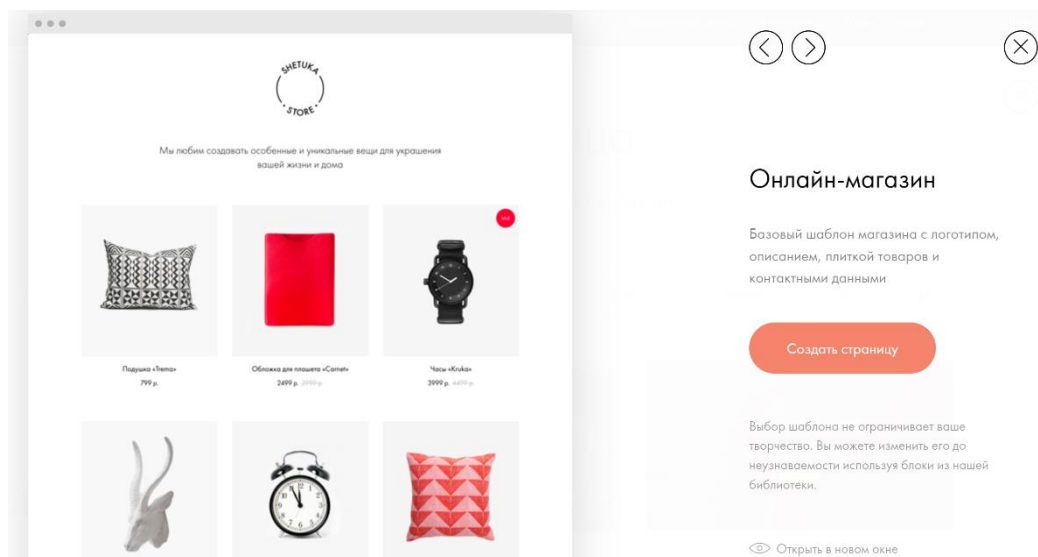 SHETUKA
STORE
Мы любим создавать особенные и уникальные вещи для украшения
вашей жизни и дома
Подушка «Trema»
799 р.
Обложка для планшета «Carnet»
2499 р.
Часы «Kruka»
3999 р. 4499 р.
Онлайн-магазин
Базовый шаблон магазина с логотипом,
описанием, плиткой товаров и
контактными данными
Создать страницу
Выбор шаблона не ограничивает ваше
творчество. Вы можете изменить его до
неузнаваемости используя блоки из нашей
библиотеки.
Открыть в новом окне